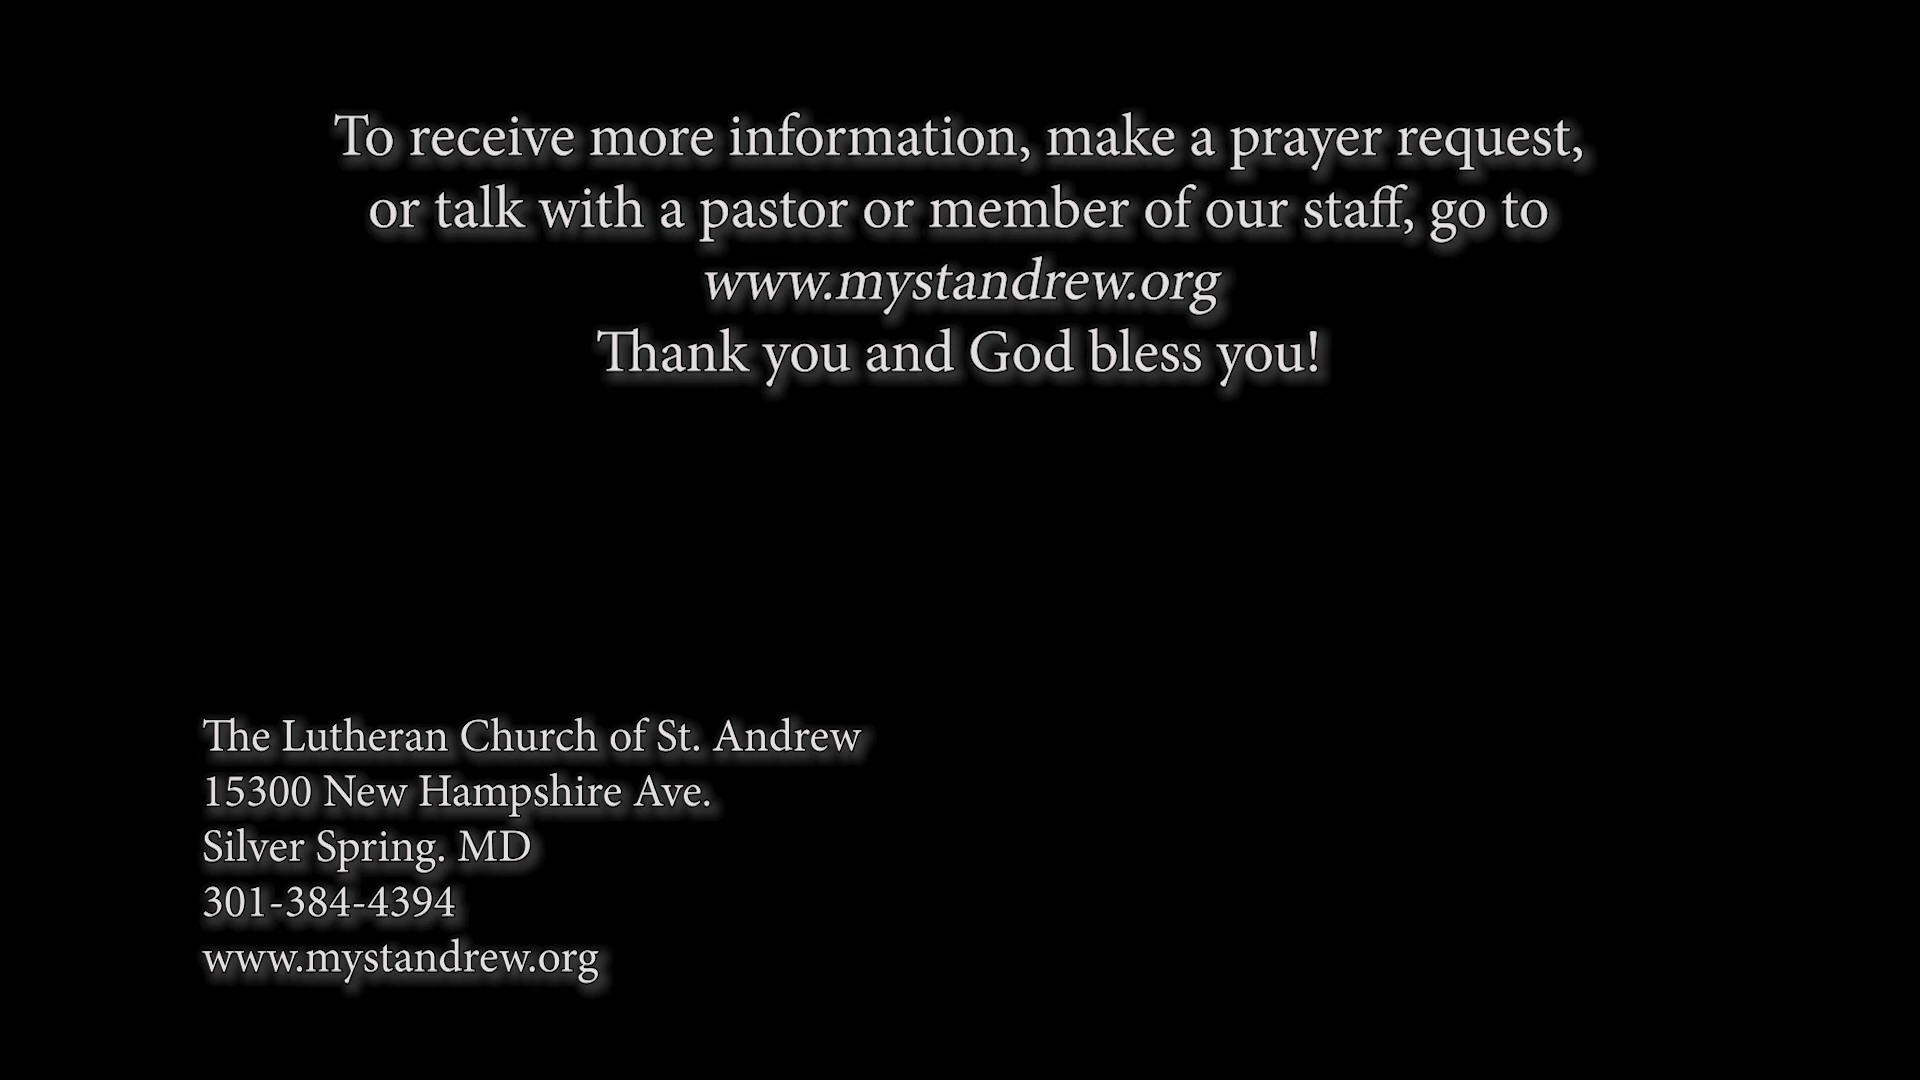 To receive more information, make a prayer request,
or talk with a pastor or member of our staff, go to
www.mystandrew.org
Thank you and God bless you!
The Lutheran Church of St. Andrew
15300 New Hampshire Ave.
Silver Spring. MD
301-384-4394
www.mystandrew.org